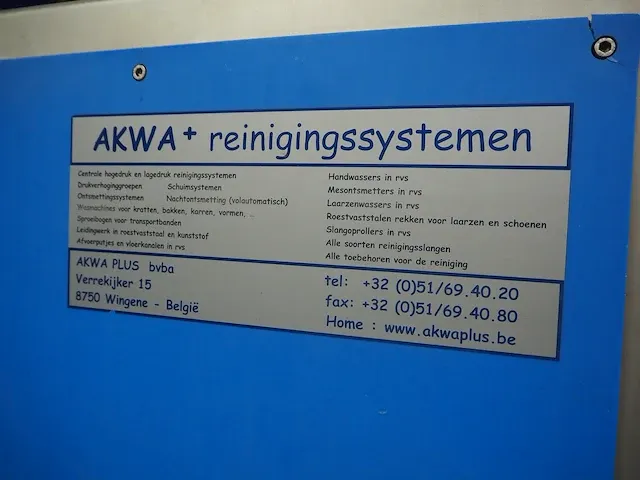 AKWA+ reinigingssystemen
Centrale hogedruk en lagedruk reinigingssystemen
Drukverhoginggroepen Schuimsystemen
Ontsmettingssystemen Nachtontsmetting (volautomatisch)
Wasmachines voor kratten, bakken, karren, vormen, ..
Sproeibogen voor transportbanden
Leidingwerk in roestvaststaal en kunststof
Afvoerputjes en vloerkanalen in rvs
Handwassers in rvs
Mesontsmetters in rvs
Laarzenwassers in rvs
Roestvaststalen rekken voor laarzen en schoenen
Slangoprollers in rvs
Alle soorten reinigingsslangen
Alle toebehoren voor de reiniging
AKWA PLUS bvba
Verrekijker 15
8750 Wingene - België
tel: +32 (0)51/69.40.20
fax: +32 (0)51/69.40.80
Home : www.akwaplus.be